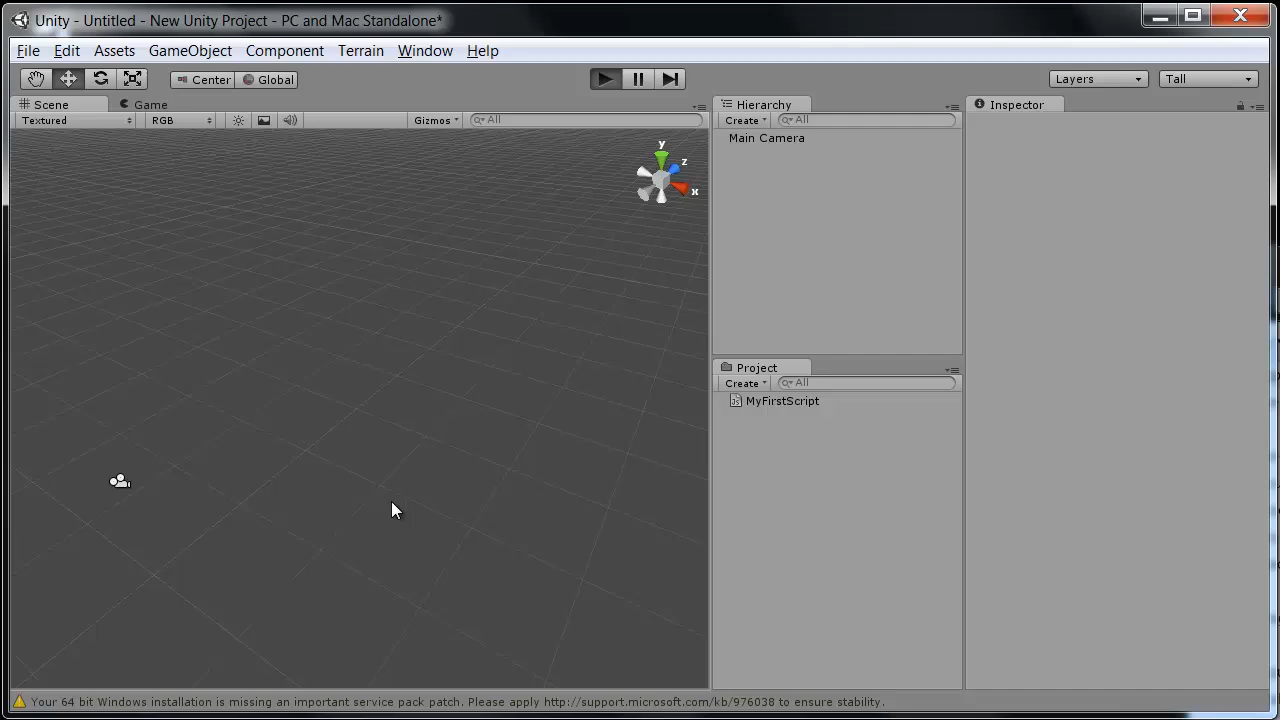 Unity - Untitled - New Unity Project - PC and Mac Standalone*
File Edit Assets GameObject Component Terrain Window Help
Center Global Layers Tall
Scene Game Hierarchy Inspector
Textured RGB Gizmos All Create All
y
z
x
Main Camera
Project
Create All
JS MyFirstScript
Your 64 bit Windows installation is missing an important service pack patch. Please apply http://support.microsoft.com/kb/976038 to ensure stability.